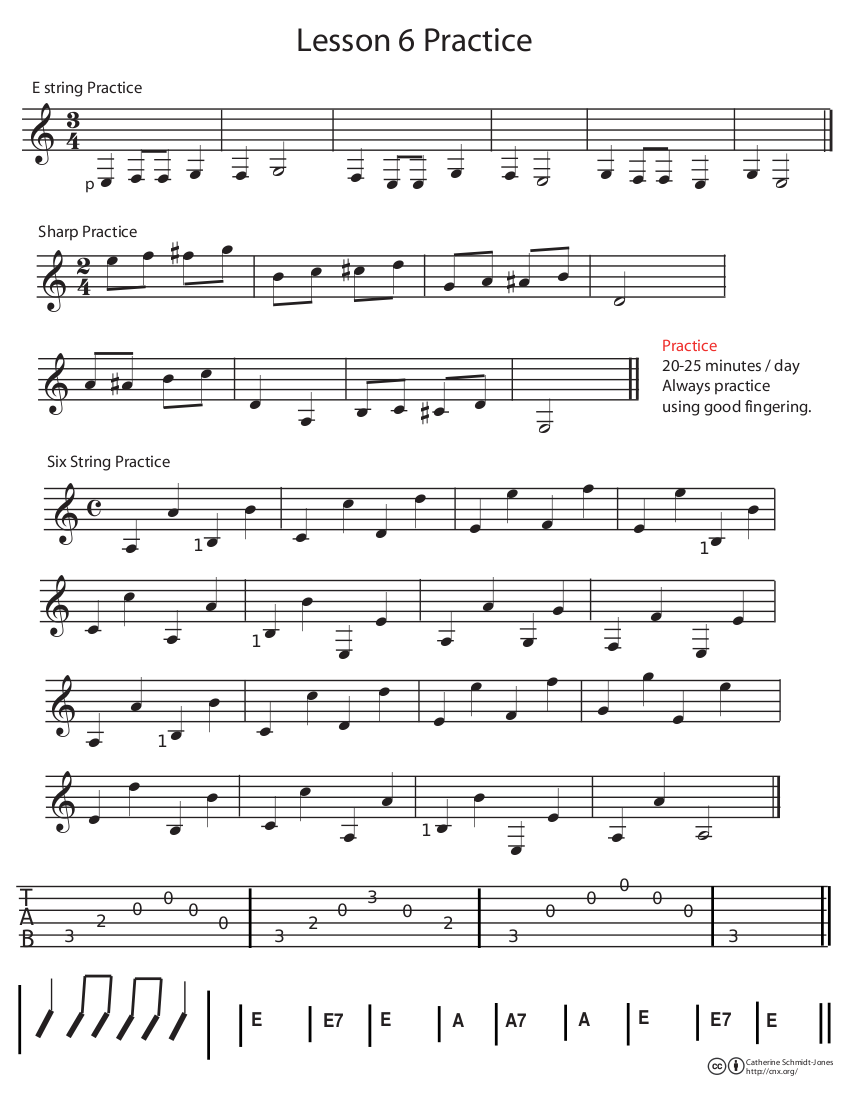 Lesson 6 Practice
E string Practice
3
4
p
Sharp Practice
2
4
Practice
20-25 minutes / day
Always practice
using good fingering.
Six String Practice
1
1
1
1
1
T
A
B
3 2 0 0 0 0 3 2 0 3 0 2 3 0 0 0 0 0 3
E E7 E A A7 A E E7 E
cc
Catherine Schmidt-Jones
http://cnx.org/